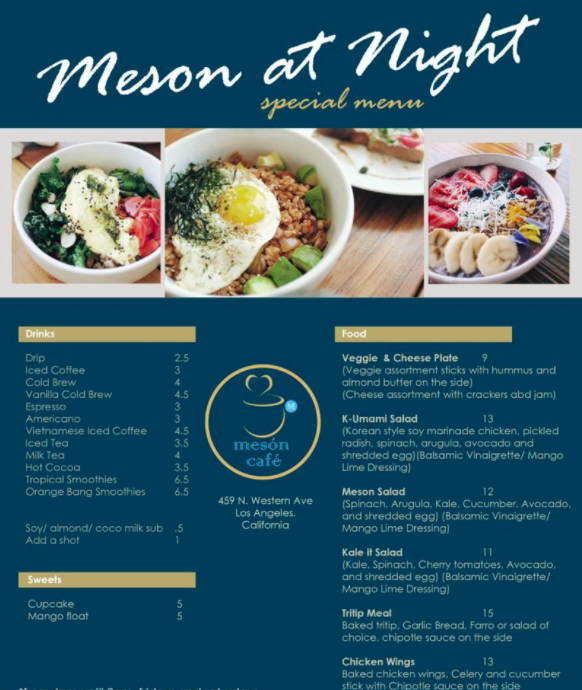 Meson at Night
special menu
Drinks
Drip 2.5
Iced Coffee 3
Cold Brew 4
Vanilla Cold Brew 4.5
Espresso 3
Americano 3
Vietnamese Iced Coffee 4.5
Iced Tea 3.5
Milk Tea 4
Hot Cocoa 3.5
Tropical Smoothies 6.5
Orange Bang Smoothies 6.5
Soy/ almond/ coco milk sub .5
Add a shot 1
Sweets
Cupcake 5
Mango float 5
M
mesón
café
459 N. Western Ave
Los Angeles,
California
Food
Veggie & Cheese Plate 9
(Veggie assortment sticks with hummus and
almond butter on the side)
(Cheese assortment with crackers abd jam)
K-Umami Salad 13
(Korean style soy marinade chicken, pickled
radish, spinach, arugula, avocado and
shredded egg)(Balsamic Vinaigrette/ Mango
Lime Dressing)
Meson Salad 12
(Spinach, Arugula, Kale, Cucumber, Avocado,
and shredded egg) (Balsamic Vinaigrette/
Mango Lime Dressing)
Kale it Salad 11
(Kale, Spinach, Cherry tomatoes, Avocado,
and shredded egg) (Balsamic Vinaigrette/
Mango Lime Dressing)
Tritip Meal 15
Baked tritip, Garlic Bread, Farro or salad of
choice, chipotle sauce on the side
Chicken Wings 13
Baked chicken wings, Celery and cucumber
stick with Chipotle sauce on the side